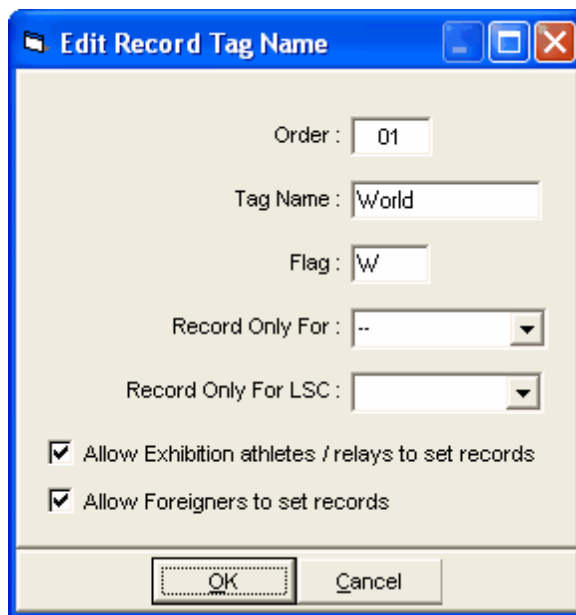 Edit Record Tag Name
Order : 01
Tag Name : World
Flag : W
Record Only For : --
Record Only For LSC :
Allow Exhibition athletes / relays to set records
Allow Foreigners to set records
OK Cancel